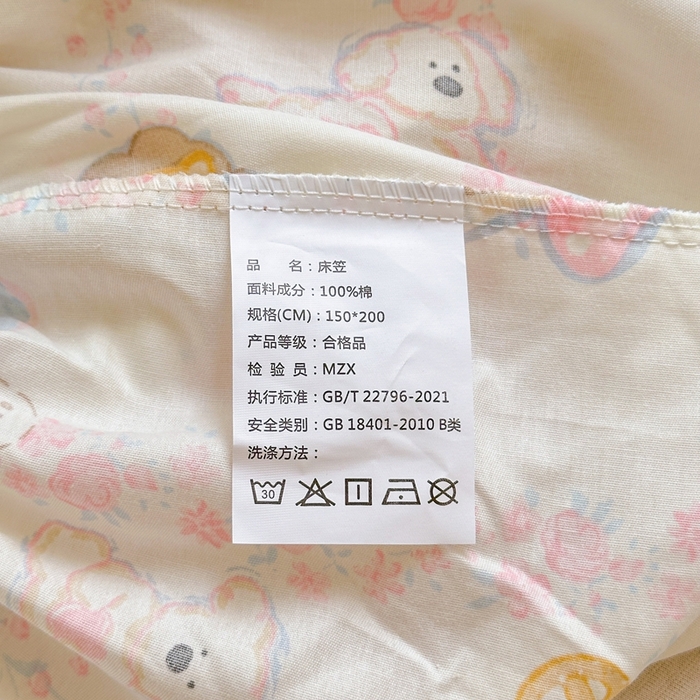 品 名：床笠
面料成分：100%棉
规格(CM)：150*200
产品等级：合格品
检 验 员：MZX
执行标准：GB/T 22796-2021
安全类别：GB 18401-2010 B类
洗涤方法：
30